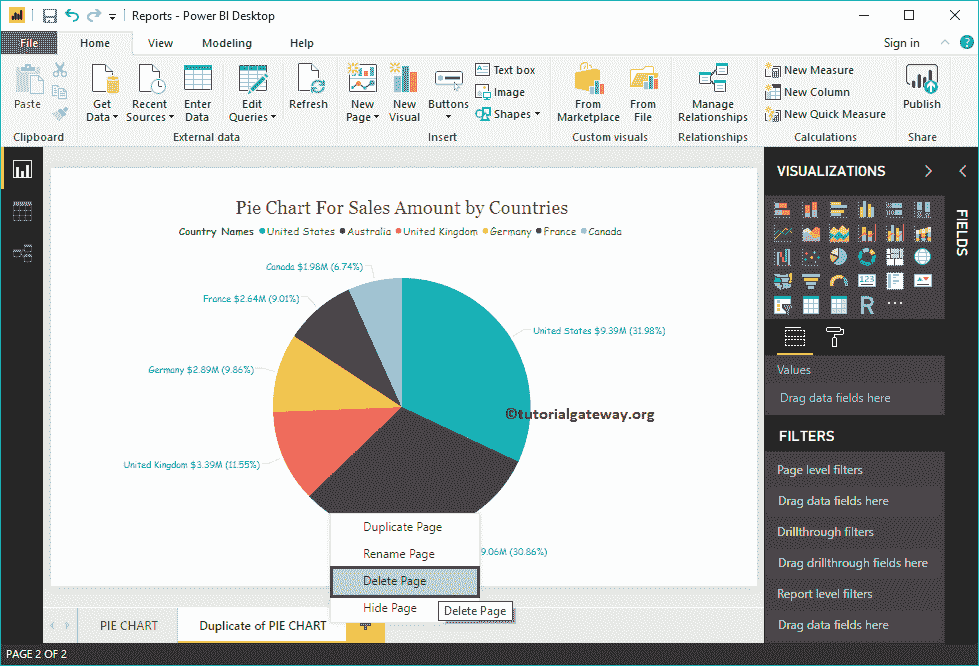 Reports - Power BI Desktop
File Home View Modeling Help Sign in ?
Paste
Get Data
Recent Sources
Enter Data
Edit Queries
Refresh
New Page
New Visual
Buttons
Text box
Image
Shapes
From Marketplace
From File
Manage Relationships
New Measure
New Column
New Quick Measure
Publish
Clipboard External data Insert Custom visuals Relationships Calculations Share
Pie Chart For Sales Amount by Countries
Country Names United States Australia United Kingdom Germany France Canada
Canada $1.98M (6.74%)
France $2.64M (9.01%)
United States $9.39M (31.98%)
Germany $2.89M (9.86%)
©tutorialgateway.org
United Kingdom $3.39M (11.55%)
9.06M (30.86%)
Duplicate Page
Rename Page
Delete Page
Hide Page
Delete Page
PIE CHART Duplicate of PIE CHART +
PAGE 2 OF 2
VISUALIZATIONS
123
R ...
Values
Drag data fields here
FILTERS
Page level filters
Drag data fields here
Drillthrough filters
Drag drillthrough fields here
Report level filters
Drag data fields here
FIELDS